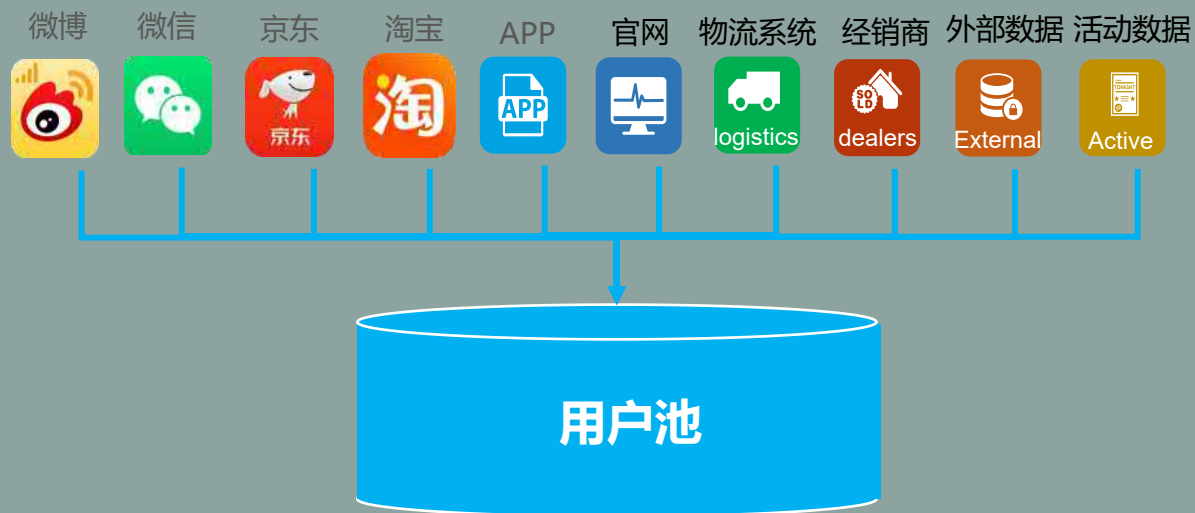 微博 微信 京东 淘宝 APP 官网 物流系统 经销商 外部数据 活动数据
京东
淘
APP
logistics
SOLD
dealers
External
TONIGHT
Active
用户池